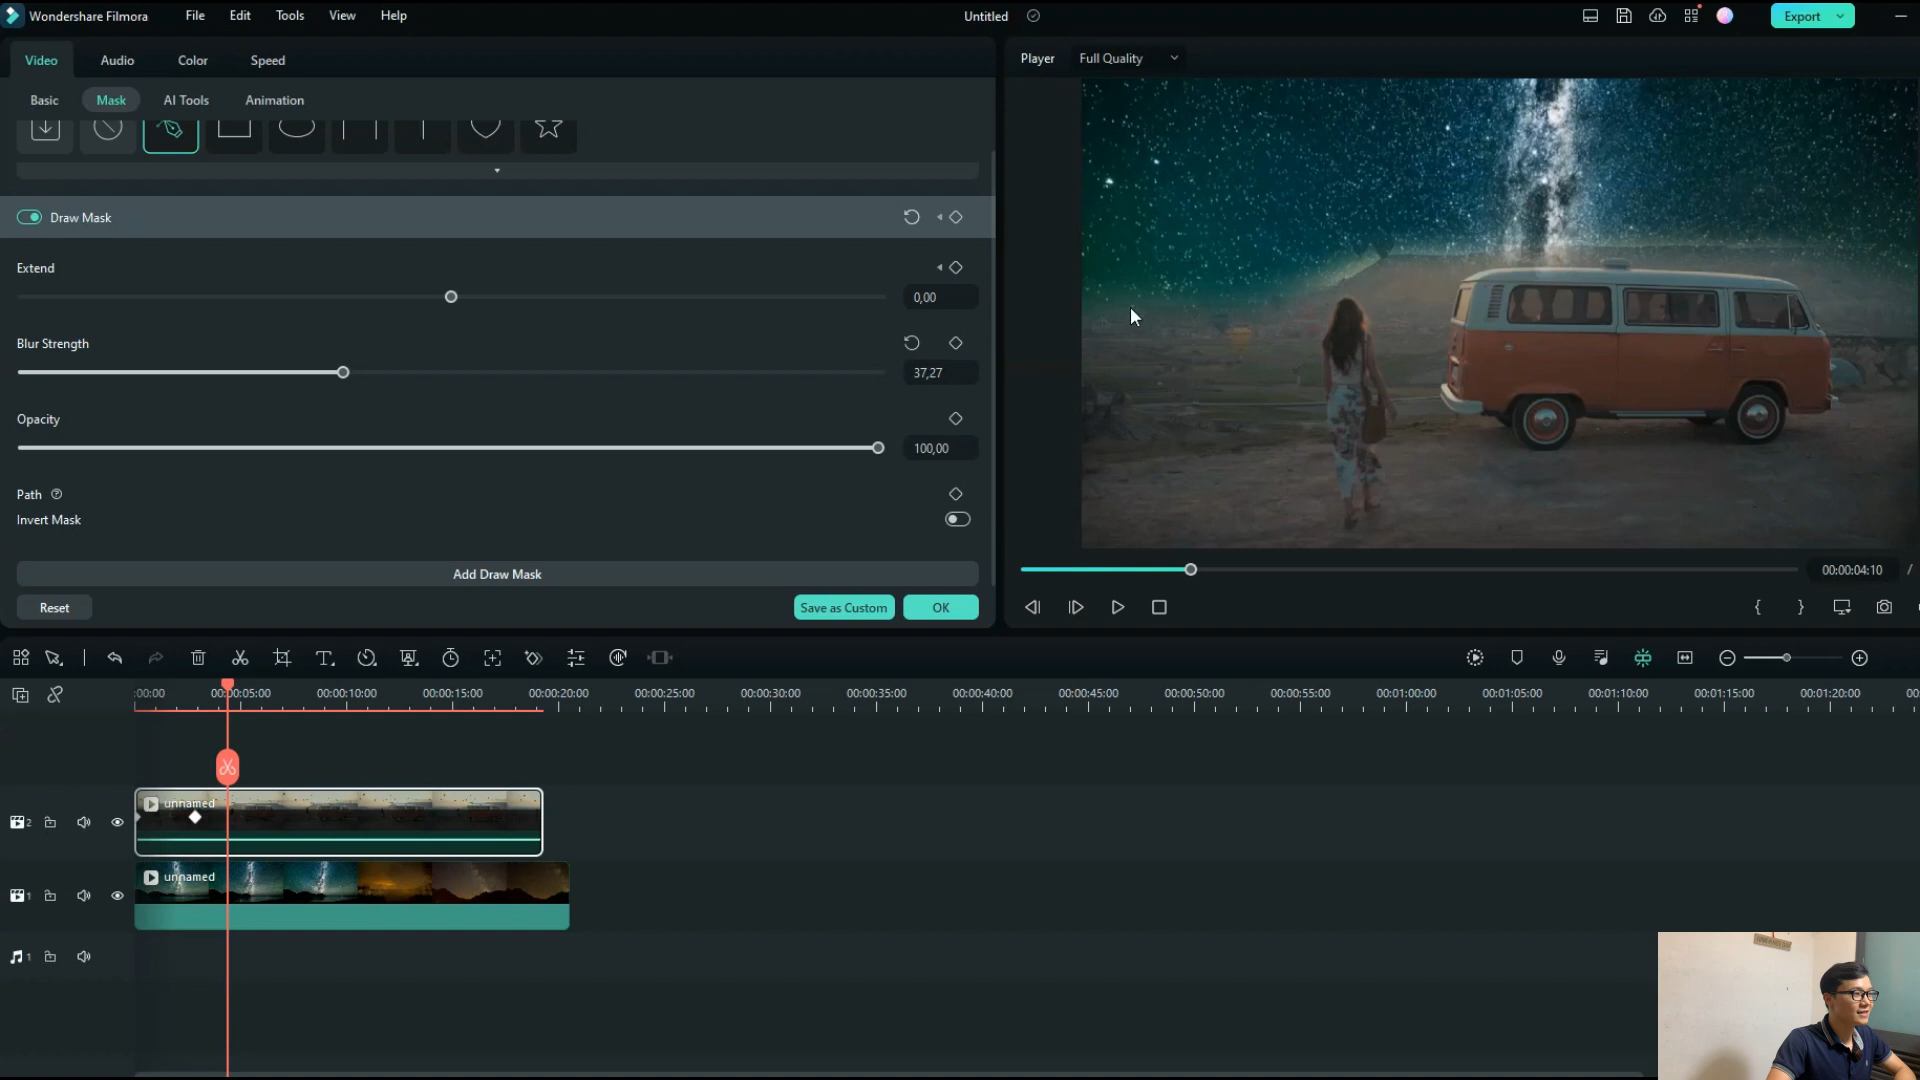 Wondershare Filmora File Edit Tools View Help Untitled Export
Video Audio Color Speed
Player Full Quality
Basic Mask AI Tools Animation
Draw Mask
Extend
0,00
Blur Strength
37,27
Opacity
100,00
Path
Invert Mask
Add Draw Mask
Reset Save as Custom OK
00:00:04:10 /
:00:00 00:00:05:00 00:00:10:00 00:00:15:00 00:00:20:00 00:00:25:00 00:00:30:00 00:00:35:00 00:00:40:00 00:00:45:00 00:00:50:00 00:00:55:00 00:01:00:00 00:01:05:00 00:01:10:00 00:01:15:00 00:01:20:00 00:
2 unnamed
1 unnamed
1